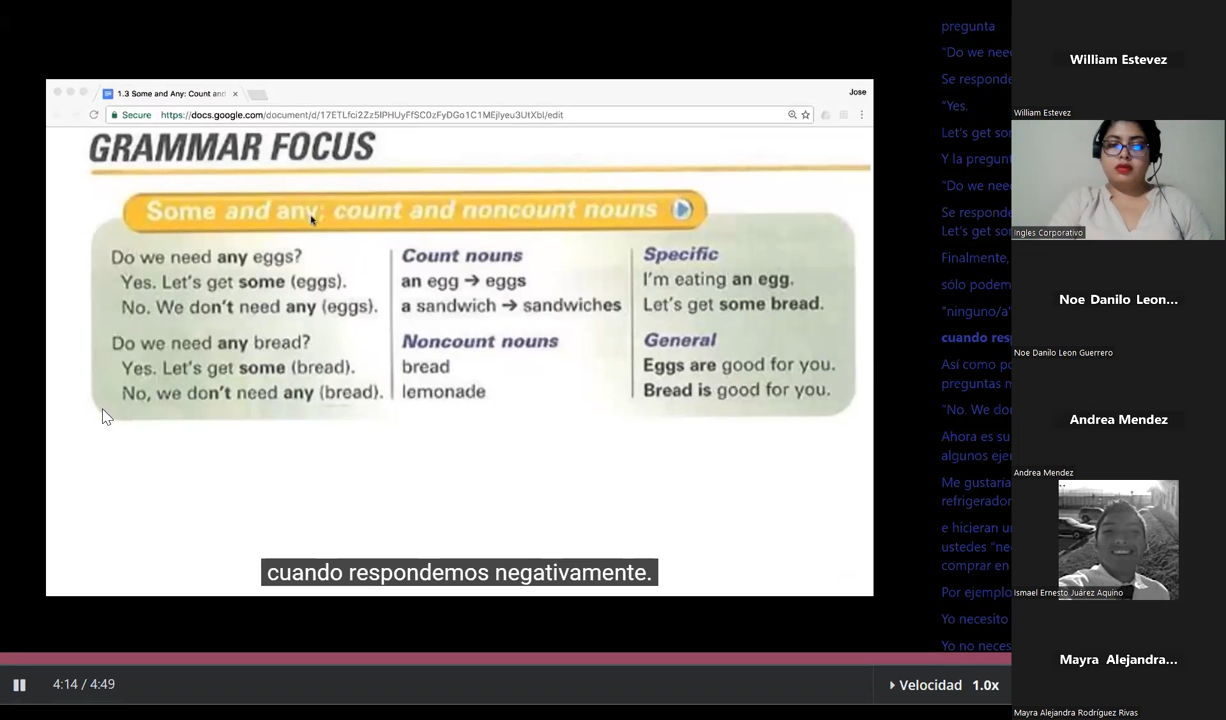 1.3 Some and Any: Count and
Jose
Secure https://docs.google.com/document/d/17ETLfci2Zz5IPHUyFfSC0zFyDGo1C1MEjIyeu3UtXbI/edit
GRAMMAR FOCUS
Some and any; count and noncount nouns
Do we need any eggs?
Yes. Let's get some (eggs).
No. We don't need any (eggs).
Do we need any bread?
Yes. Let's get some (bread).
No, we don't need any (bread).
Count nouns
an egg → eggs
a sandwich → sandwiches
Noncount nouns
bread
lemonade
Specific
I'm eating an egg.
Let's get some bread.
General
Eggs are good for you.
Bread is good for you.
cuando respondemos negativamente.
4:14 / 4:49
Velocidad 1.0x
pregunta
"Do we nee
Se responde
"Yes.
Let's get so
Y la pregun
"Do we nee
Se responde
Let's get so
Finalmente,
sólo podem
"ninguno/a"
cuando res
Así como p
preguntas m
"No. We do
Ahora es su
algunos eje
Me gustaría
refrigerado
e hicieran u
ustedes "ne
comprar en
Por ejemplo
Yo necesito
Yo no neces
William Estevez
William Estevez
Ingles Corporativo
Noe Danilo Leon...
Noe Danilo Leon Guerrero
Andrea Mendez
Andrea Mendez
Ismael Ernesto Juárez Aquino
Mayra Alejandra...
Mayra Alejandra Rodríguez Rivas